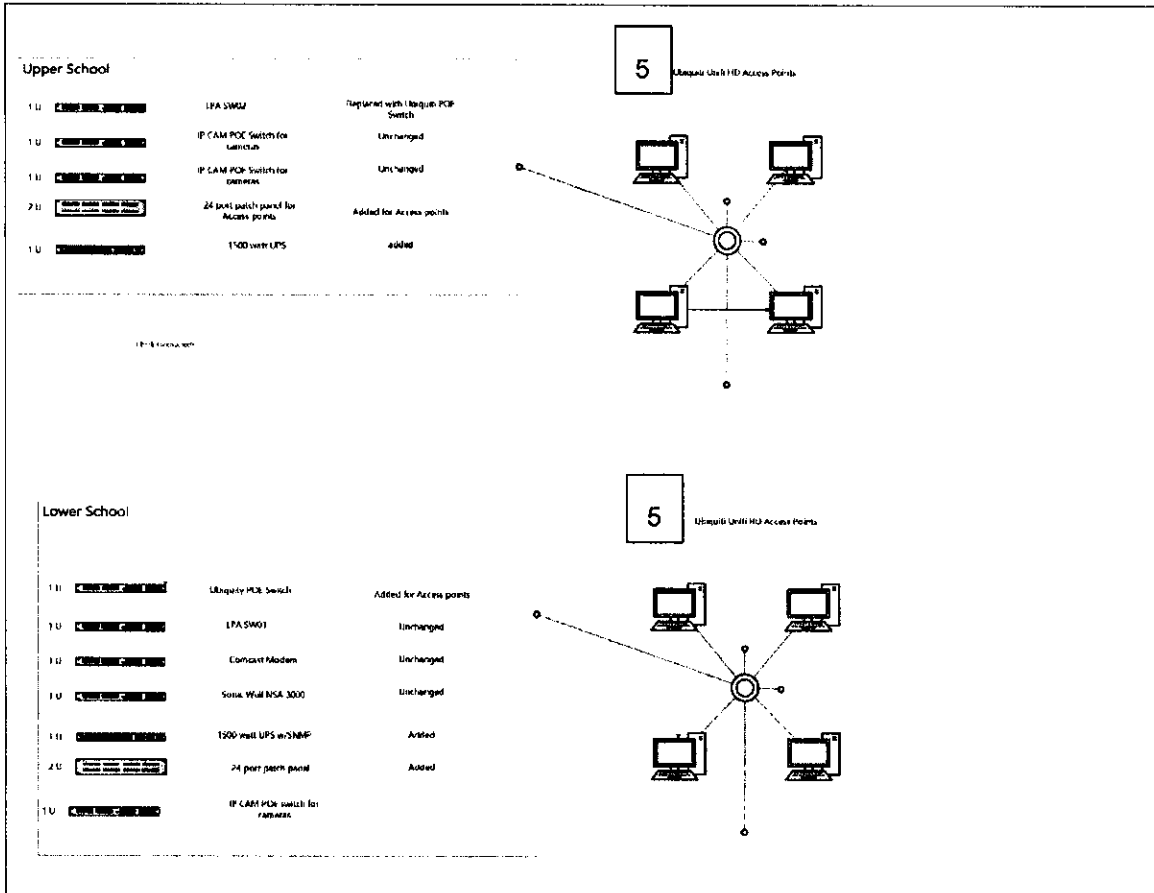 Upper School
5
Ubiquiti Unifi HD Access Points
1 U LPA SW02 Replaced with Ubiquiti POE
Switch
1 U IP CAM POE Switch for Unchanged
cameras
1 U IP CAM POE Switch for Unchanged
cameras
2 U 24 port patch panel for Added for Access points
Access points
1 U 1500 watt UPS added
Lower School
5
Ubiquiti Unifi HD Access Points
1 U Ubiquity POE Switch Added for Access points
1 U LPA SW01 Unchanged
1 U Comcast Modem Unchanged
1 U Sonic Wall NSA 3000 Unchanged
1 U 1500 watt UPS w/SNMP Added
2 U 24 port patch panel Added
1 U IP CAM POE switch for
cameras